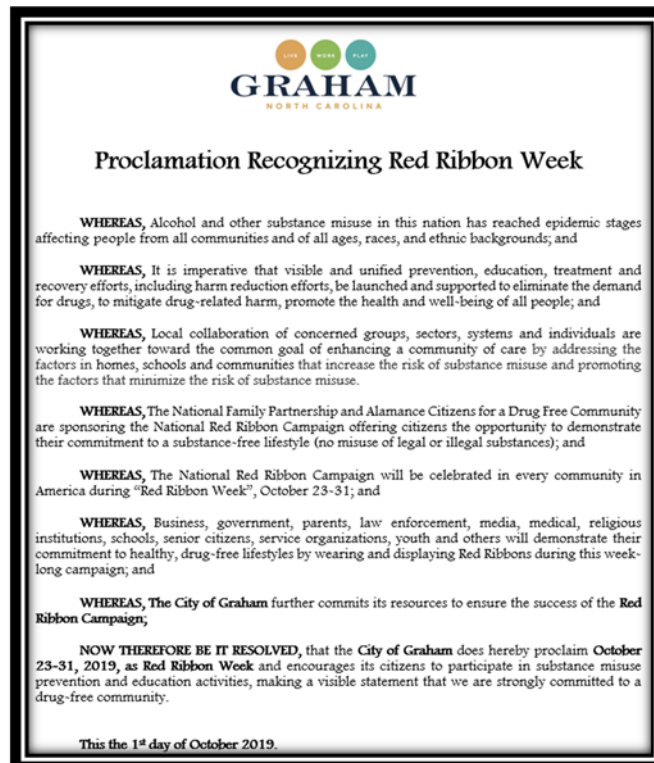 LIVE WORK PLAY
GRAHAM
NORTH CAROLINA
Proclamation Recognizing Red Ribbon Week
WHEREAS, Alcohol and other substance misuse in this nation has reached epidemic stages
affecting people from all communities and of all ages, races, and ethnic backgrounds; and
WHEREAS, It is imperative that visible and unified prevention, education, treatment and
recovery efforts, including harm reduction efforts, be launched and supported to eliminate the demand
for drugs, to mitigate drug-related harm, promote the health and well-being of all people; and
WHEREAS, Local collaboration of concerned groups, sectors, systems and individuals are
working together toward the common goal of enhancing a community of care by addressing the
factors in homes, schools and communities that increase the risk of substance misuse and promoting
the factors that minimize the risk of substance misuse.
WHEREAS, The National Family Partnership and Alamance Citizens for a Drug Free Community
are sponsoring the National Red Ribbon Campaign offering citizens the opportunity to demonstrate
their commitment to a substance-free lifestyle (no misuse of legal or illegal substances); and
WHEREAS, The National Red Ribbon Campaign will be celebrated in every community in
America during “Red Ribbon Week”, October 23-31; and
WHEREAS, Business, government, parents, law enforcement, media, medical, religious
institutions, schools, senior citizens, service organizations, youth and others will demonstrate their
commitment to healthy, drug-free lifestyles by wearing and displaying Red Ribbons during this week-
long campaign; and
WHEREAS, The City of Graham further commits its resources to ensure the success of the Red
Ribbon Campaign;
NOW THEREFORE BE IT RESOLVED, that the City of Graham does hereby proclaim October
23-31, 2019, as Red Ribbon Week and encourages its citizens to participate in substance misuse
prevention and education activities, making a visible statement that we are strongly committed to a
drug-free community.
This the 1st day of October 2019.